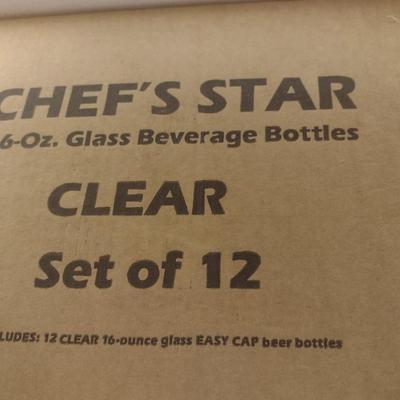 CHEF'S STAR
6-Oz. Glass Beverage Bottles
CLEAR
Set of 12
LUDES: 12 CLEAR 16-ounce glass EASY CAP beer bottles